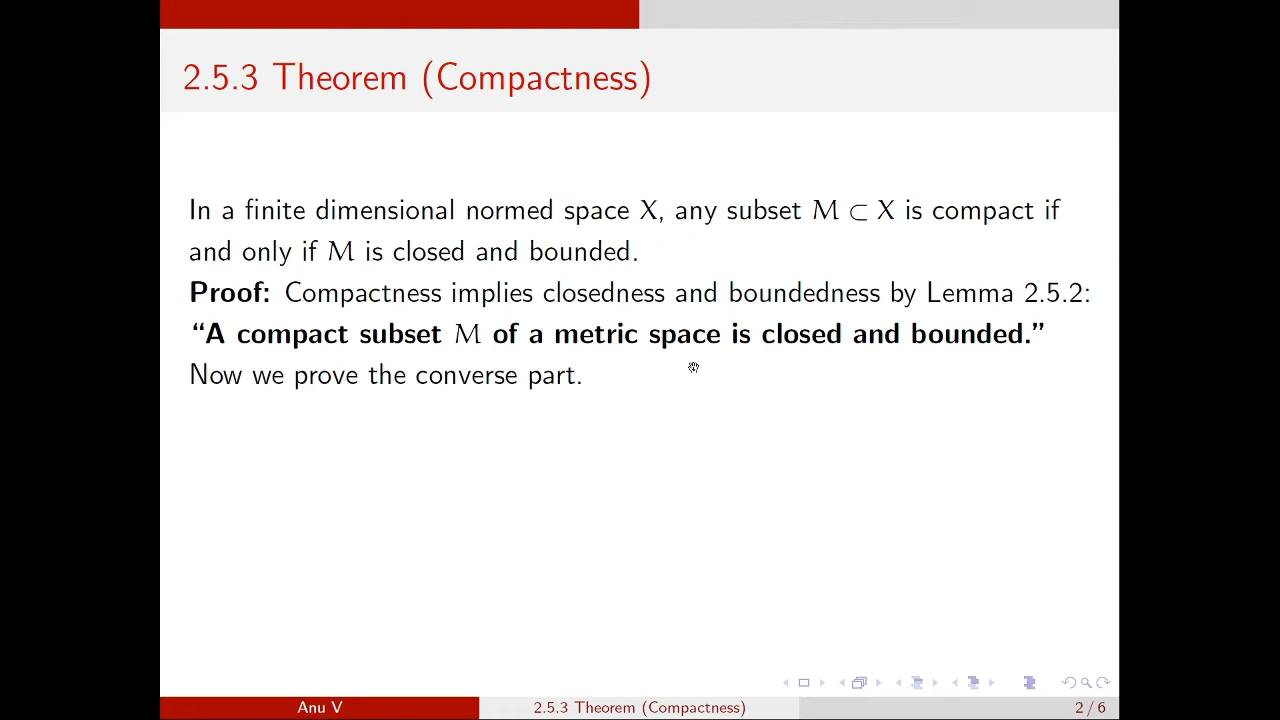 2.5.3 Theorem (Compactness)
In a finite dimensional normed space X, any subset M ⊂ X is compact if
and only if M is closed and bounded.
Proof: Compactness implies closedness and boundedness by Lemma 2.5.2:
“A compact subset M of a metric space is closed and bounded.”
Now we prove the converse part.
Anu V
2.5.3 Theorem (Compactness)
2 / 6